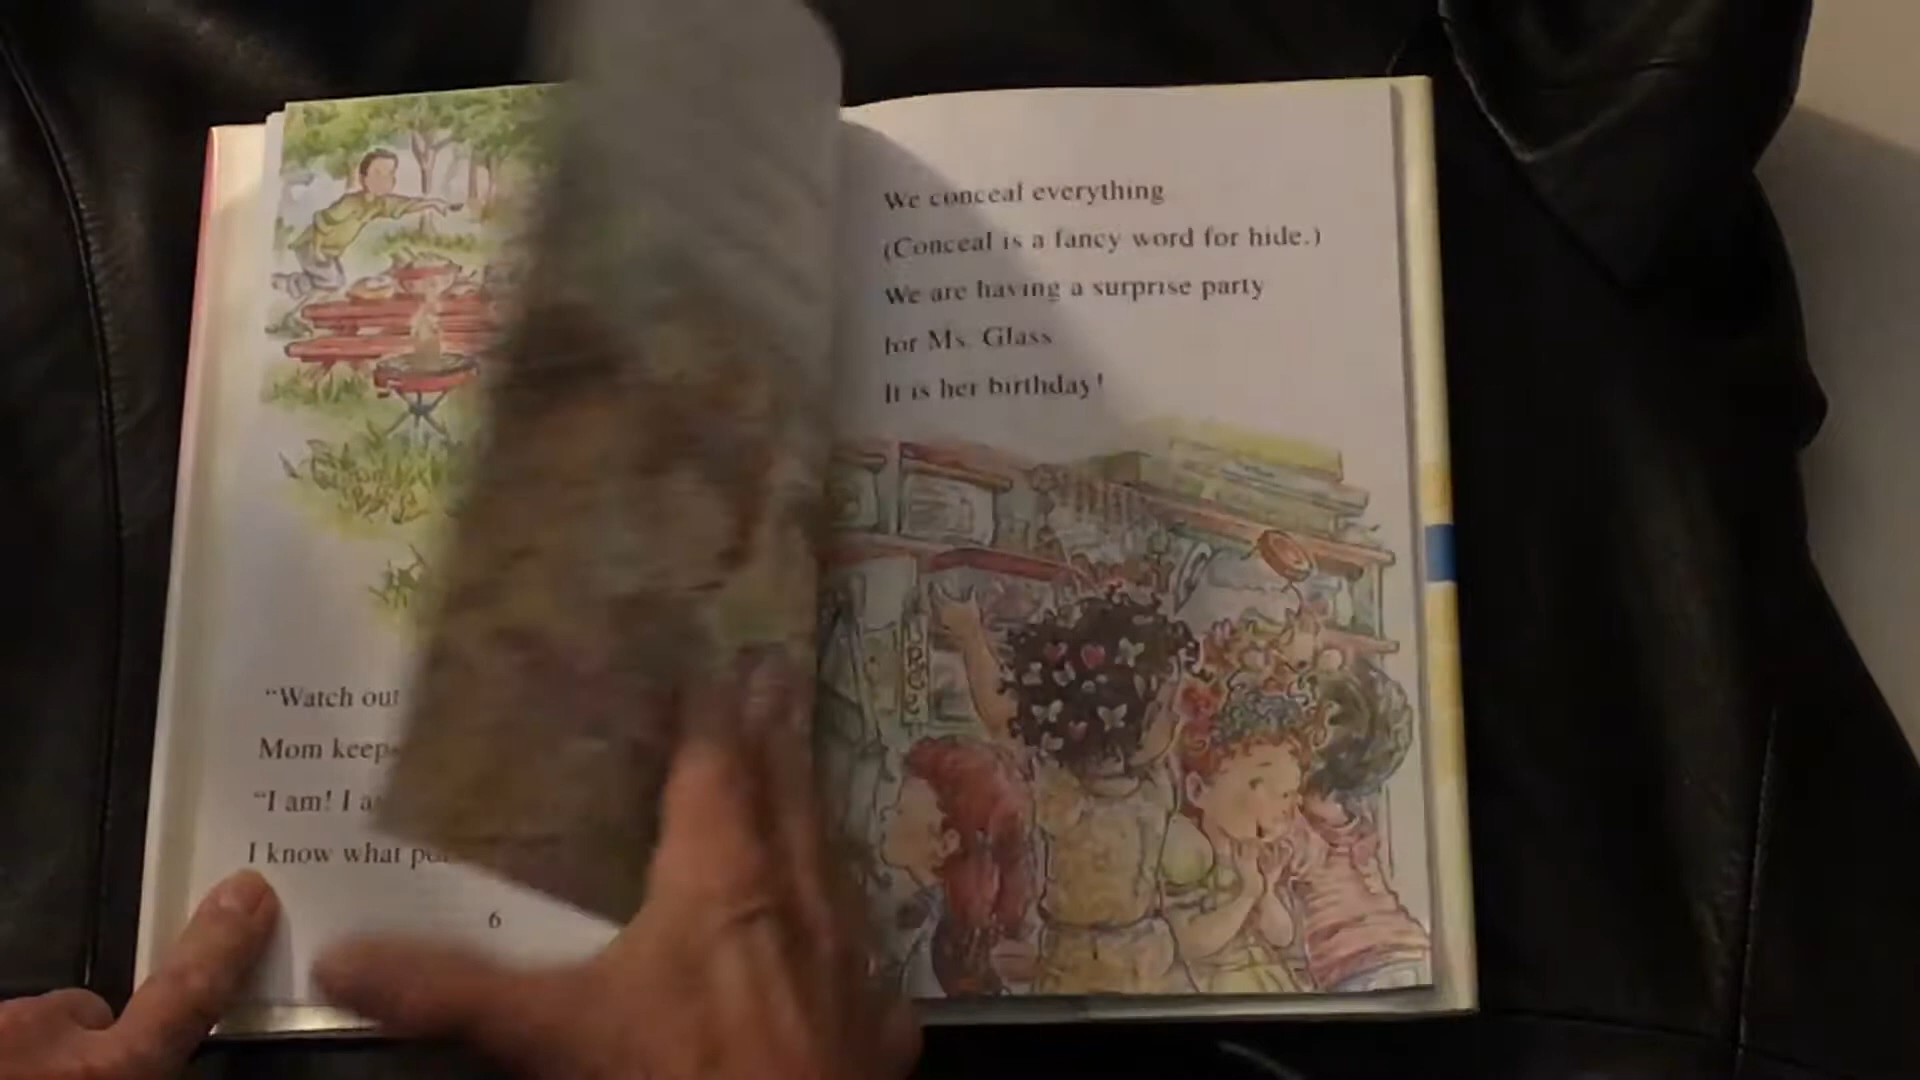 "Watch out
Mom keep
"I am! I a
I know what
6
We conceal everything
(Conceal is a fancy word for hide.)
We are having a surprise party
for Ms. Glass
It is her birthday!